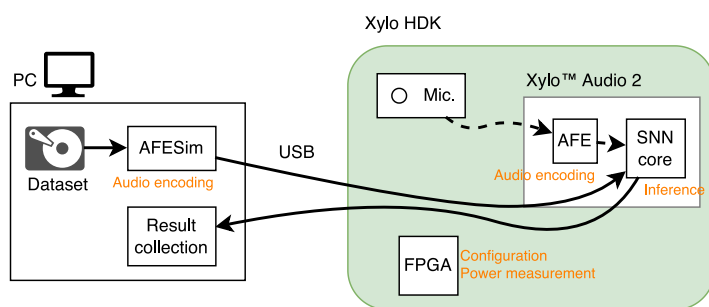 Xylo HDK
PC
Mic.
Xylo™ Audio 2
Dataset
AFESim
Audio encoding
USB
AFE
Audio encoding
SNN
core
Inference
Result
collection
FPGA
Configuration
Power measurement